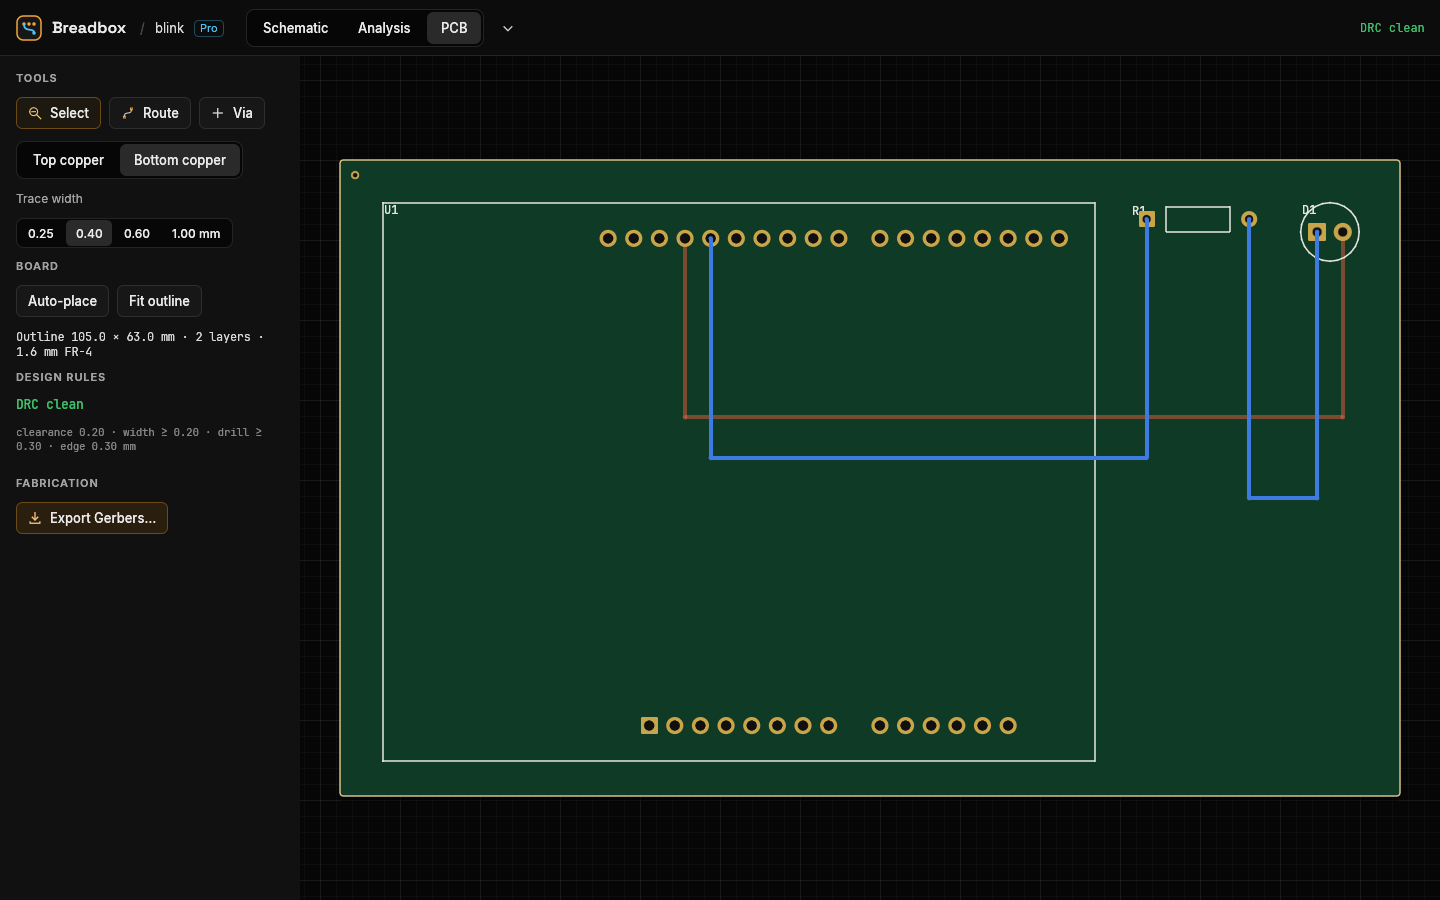 Breadbox / blink Pro
Schematic Analysis PCB
DRC clean
TOOLS
Select Route Via
Top copper Bottom copper
Trace width
0.25 0.40 0.60 1.00 mm
BOARD
Auto-place Fit outline
Outline 105.0 × 63.0 mm · 2 layers ·
1.6 mm FR-4
DESIGN RULES
DRC clean
clearance 0.20 · width ≥ 0.20 · drill ≥
0.30 · edge 0.30 mm
FABRICATION
Export Gerbers...
U1
R1
D1